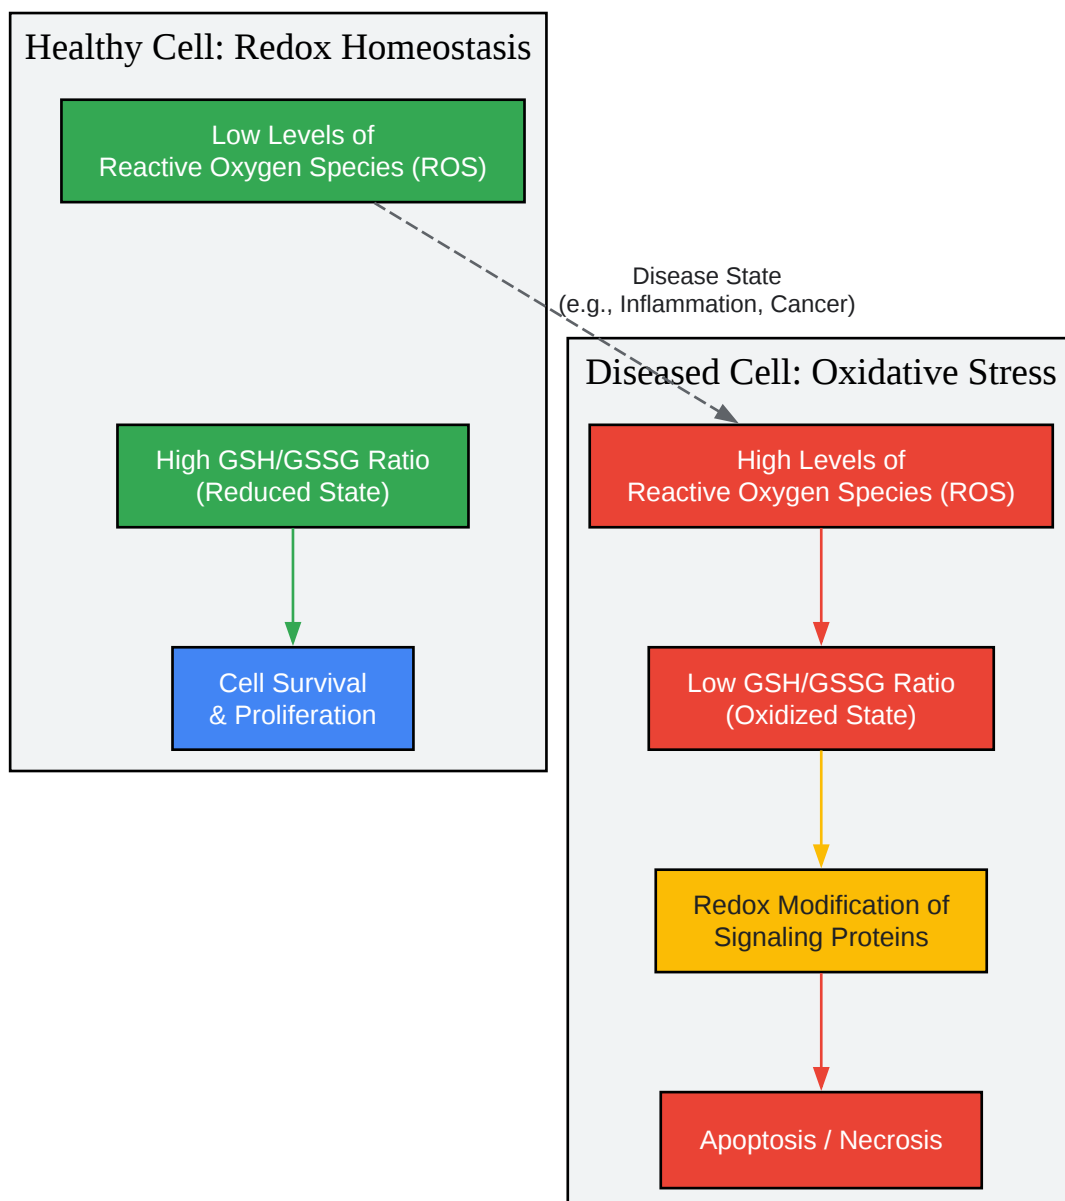 Healthy Cell: Redox Homeostasis
Low Levels of
Reactive Oxygen Species (ROS)
Disease State
(e.g., Inflammation, Cancer)
High GSH/GSSG Ratio
(Reduced State)
Cell Survival
& Proliferation
Diseased Cell: Oxidative Stress
High Levels of
Reactive Oxygen Species (ROS)
Low GSH/GSSG Ratio
(Oxidized State)
Redox Modification of
Signaling Proteins
Apoptosis / Necrosis